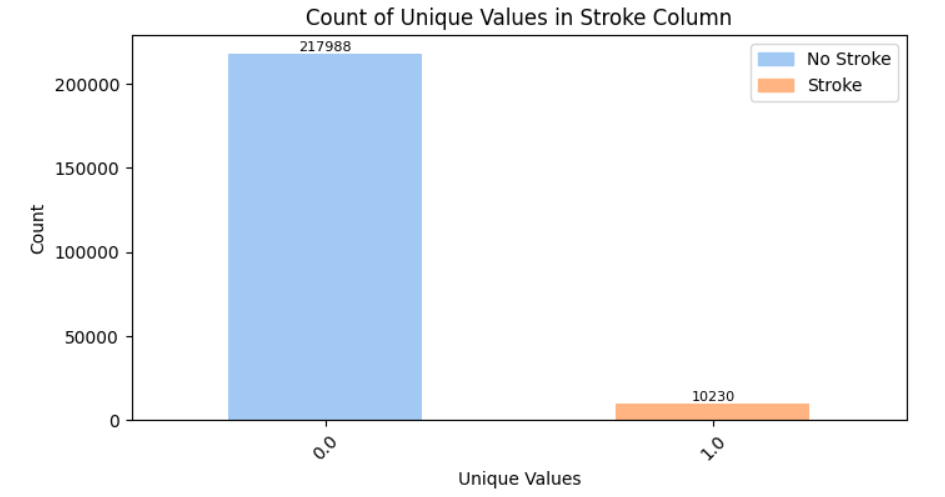 Count of Unique Values in Stroke Column
217988
No Stroke
Stroke
200000
150000
100000
50000
0
Count
10230
0.0
1.0
Unique Values